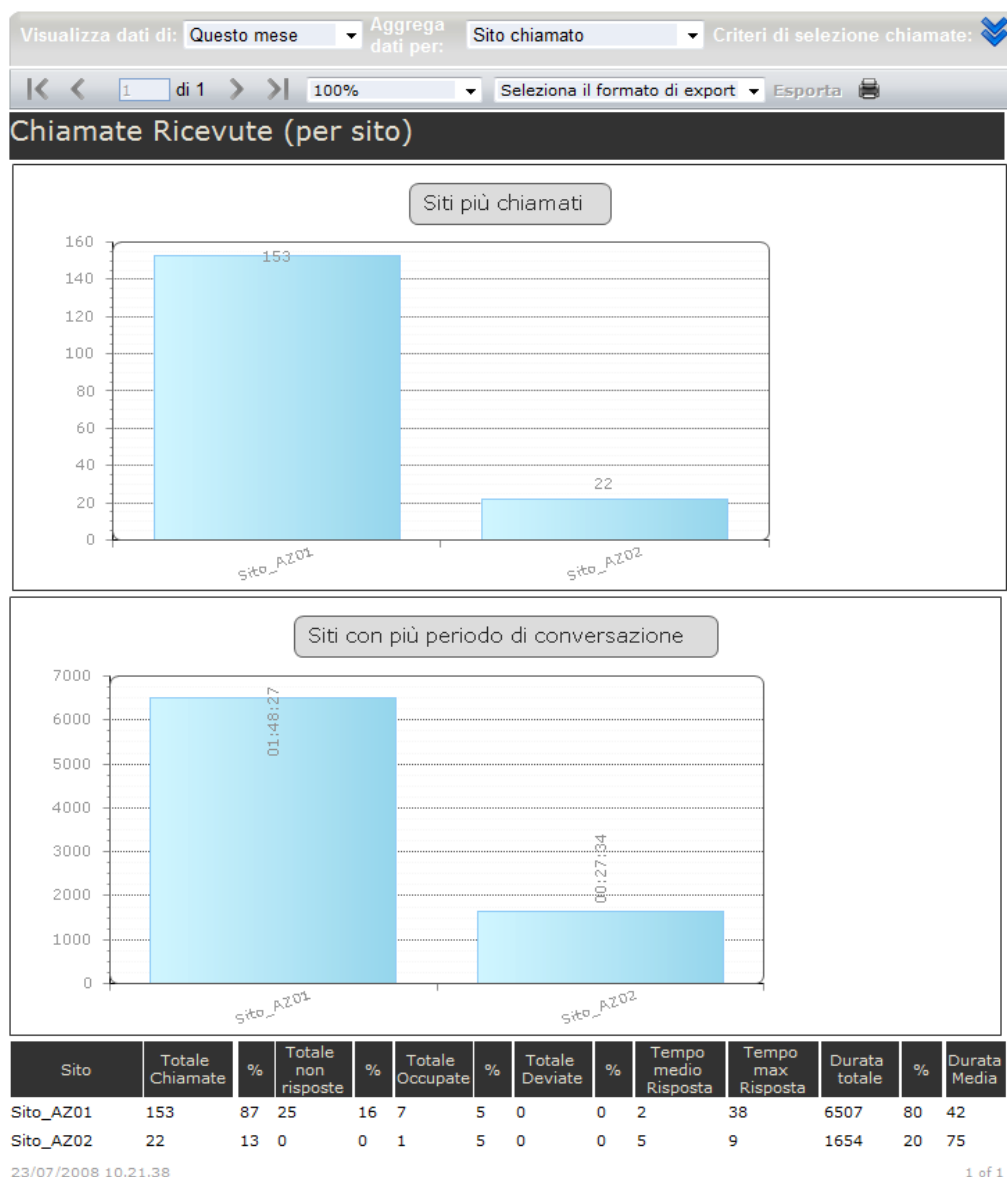 Visualizza dati di: Questo mese Aggrega dati per: Sito chiamato Criteri di selezione chiamate:
1 di 1 100% Seleziona il formato di export Esporta
Chiamate Ricevute (per sito)
Siti più chiamati
160
140
120
100
80
60
40
20
0
153
22
Sito_AZ01 Sito_AZ02
Siti con più periodo di conversazione
7000
6000
5000
4000
3000
2000
1000
0
01:48:27
00:27:34
Sito_AZ01 Sito_AZ02
Sito Totale Chiamate % Totale non risposte % Totale Occupate % Totale Deviate % Tempo medio Risposta Tempo max Risposta Durata totale % Durata Media
Sito_AZ01 153 87 25 16 7 5 0 0 2 38 6507 80 42
Sito_AZ02 22 13 0 0 1 5 0 0 5 9 1654 20 75
23/07/2008 10.21.38 1 of 1